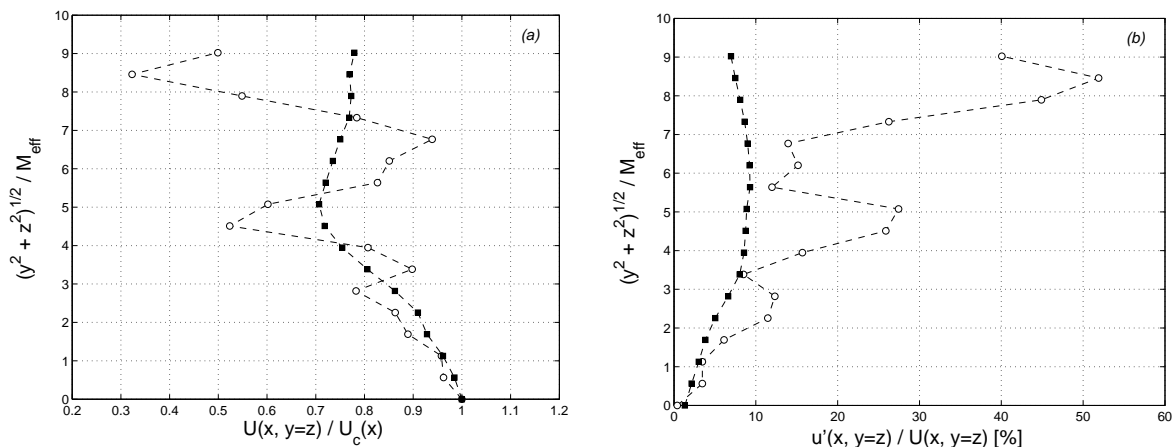 (a)
10
9
8
7
6
5
4
3
2
1
0
(y² + z²)¹/² / M_eff
0.2 0.3 0.4 0.5 0.6 0.7 0.8 0.9 1 1.1 1.2
U(x, y=z) / U_c(x)
(b)
10
9
8
7
6
5
4
3
2
1
0
(y² + z²)¹/² / M_eff
0 10 20 30 40 50 60
u'(x, y=z) / U(x, y=z) [%]